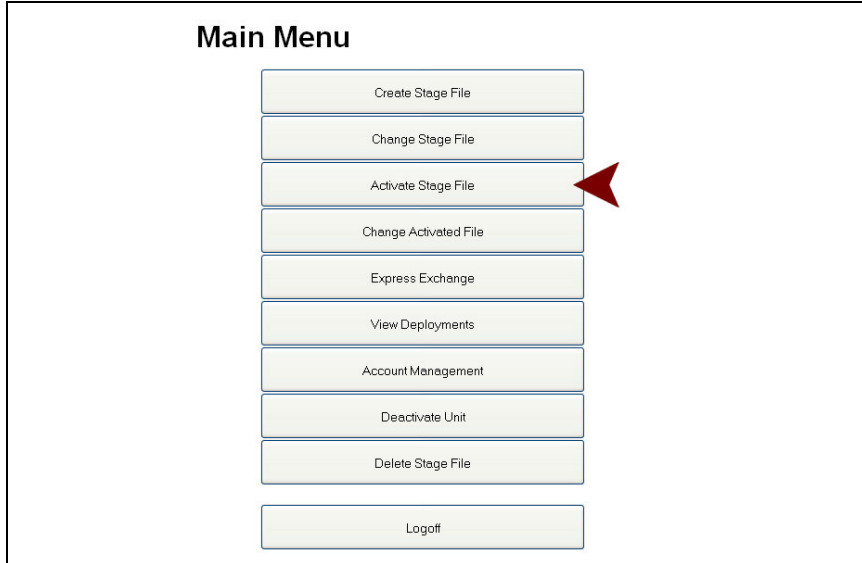 Main Menu
Create Stage File
Change Stage File
Activate Stage File
Change Activated File
Express Exchange
View Deployments
Account Management
Deactivate Unit
Delete Stage File
Logoff